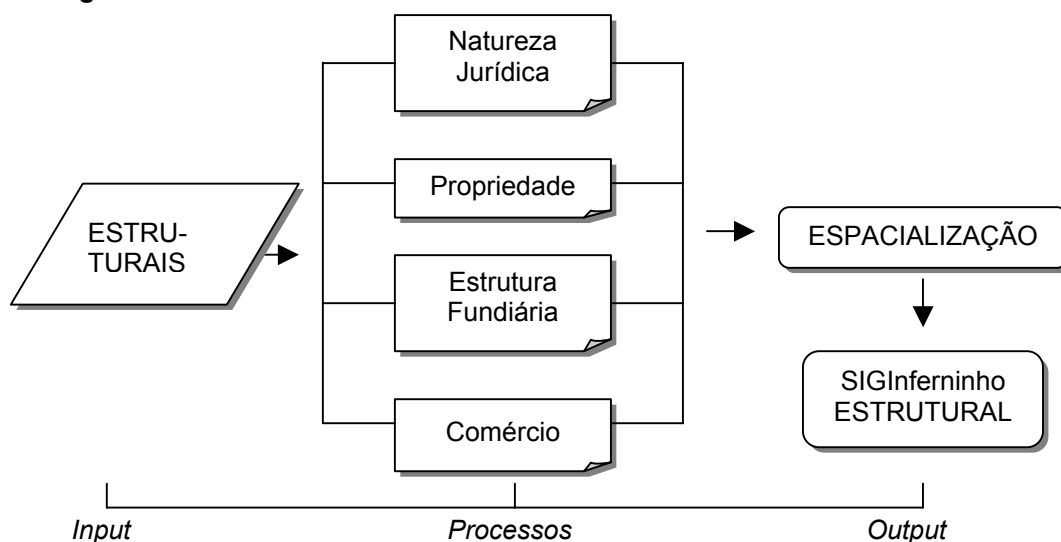 Natureza
Jurídica
Propriedade
ESTRU-
TURAIS
Estrutura
Fundiária
Comércio
ESPACIALIZAÇÃO
SIGInferninho
ESTRUTURAL
Input
Processos
Output